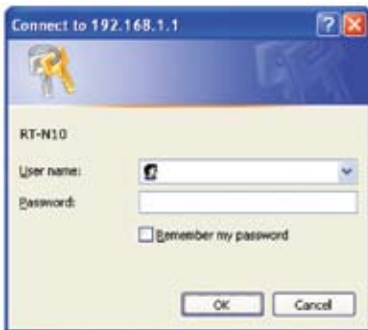 Connect to 192.168.1.1
RT-N10
User name:
Password:
Remember my password
OK
Cancel